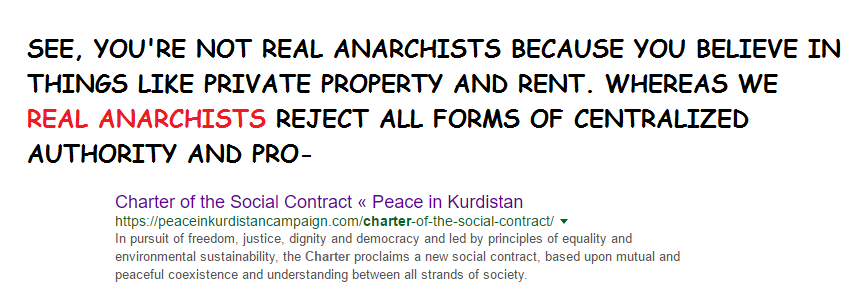 SEE, YOU'RE NOT REAL ANARCHISTS BECAUSE YOU BELIEVE IN
THINGS LIKE PRIVATE PROPERTY AND RENT. WHEREAS WE
REAL ANARCHISTS REJECT ALL FORMS OF CENTRALIZED
AUTHORITY AND PRO-
Charter of the Social Contract « Peace in Kurdistan
https://peaceinkurdistancampaign.com/charter-of-the-social-contract/
In pursuit of freedom, justice, dignity and democracy and led by principles of equality and
environmental sustainability, the Charter proclaims a new social contract, based upon mutual and
peaceful coexistence and understanding between all strands of society.